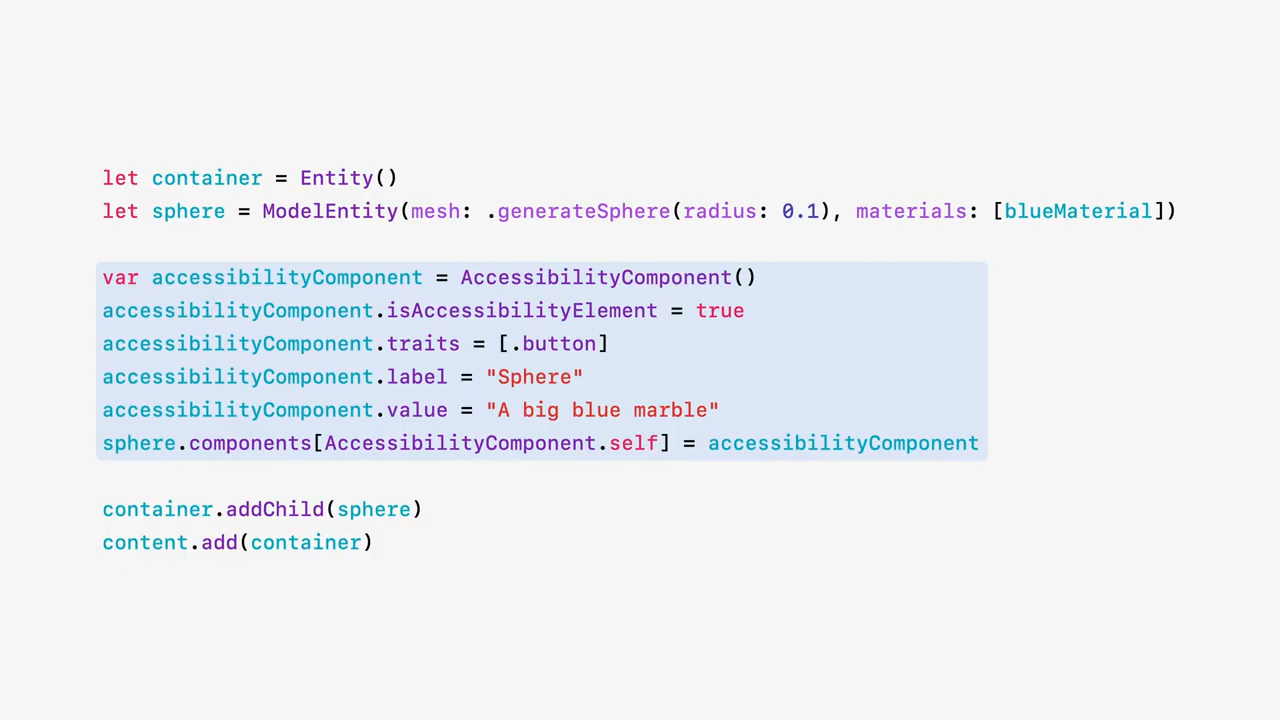 let container = Entity()
let sphere = ModelEntity(mesh: .generateSphere(radius: 0.1), materials: [blueMaterial])
var accessibilityComponent = AccessibilityComponent()
accessibilityComponent.isAccessibilityElement = true
accessibilityComponent.traits = [.button]
accessibilityComponent.label = "Sphere"
accessibilityComponent.value = "A big blue marble"
sphere.components[AccessibilityComponent.self] = accessibilityComponent
container.addChild(sphere)
content.add(container)